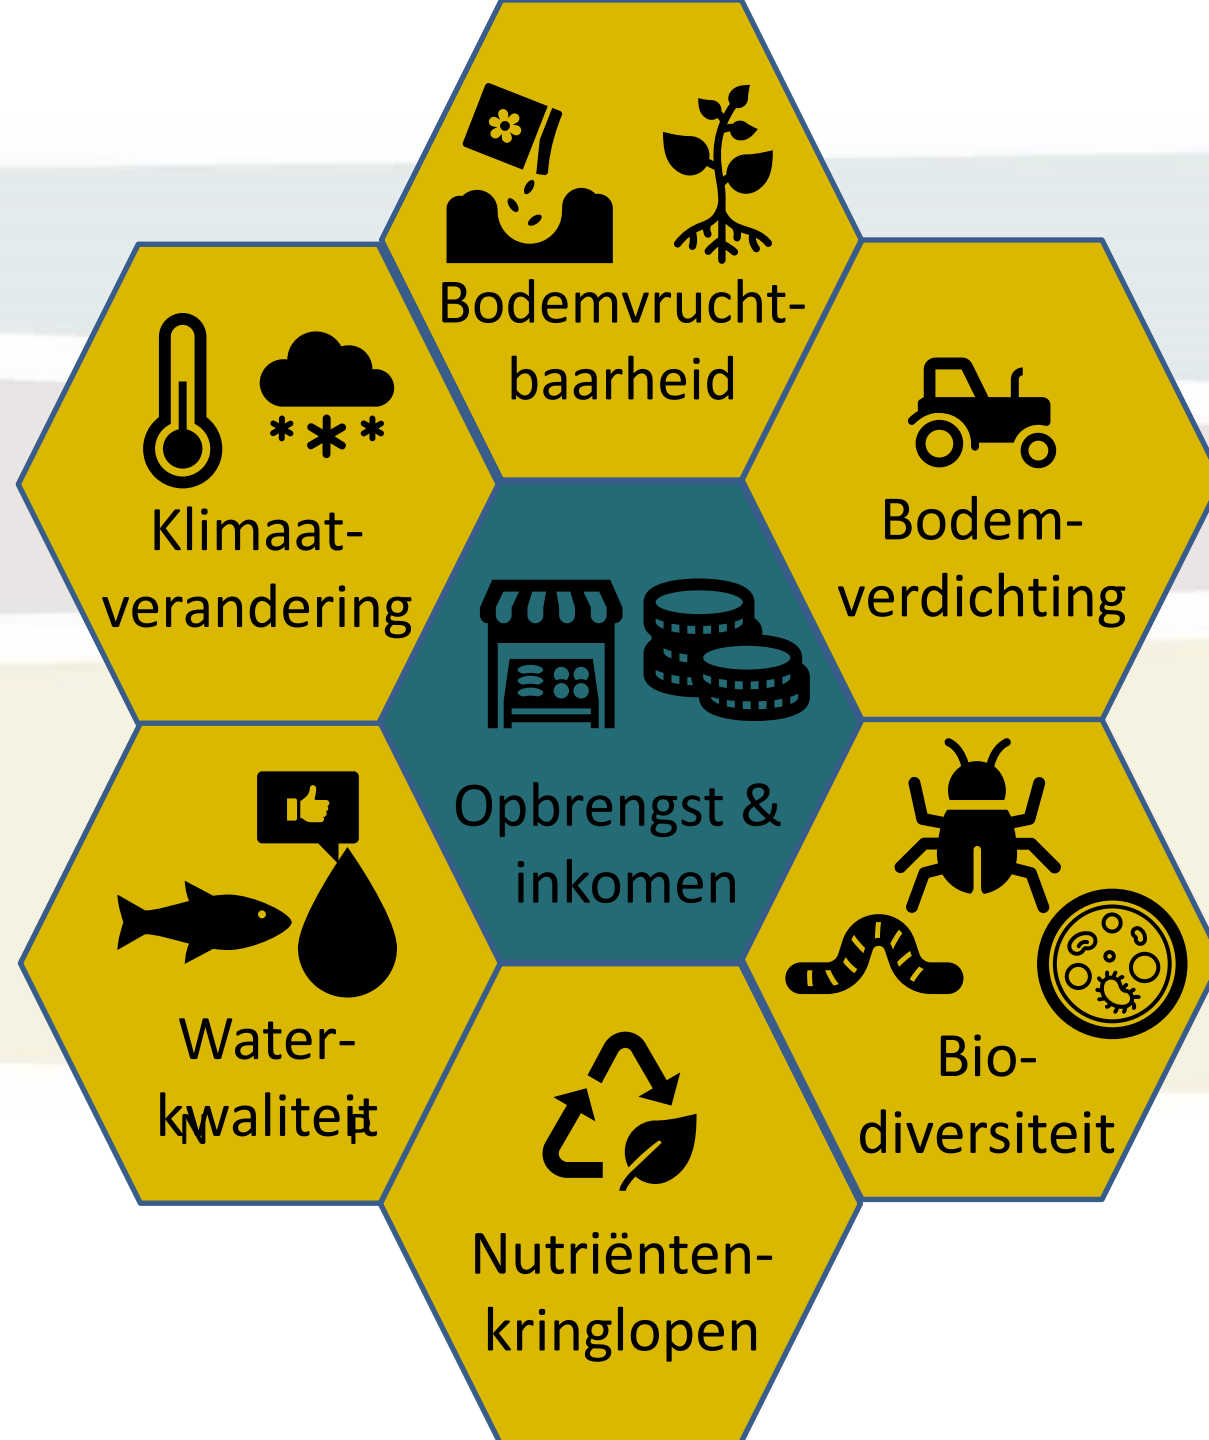 Bodemvrucht-
baarheid
Klimaat-
verandering
Bodem-
verdichting
Opbrengst &
inkomen
Water-
kwaliteit
N P
Bio-
diversiteit
Nutriënten-
kringlopen